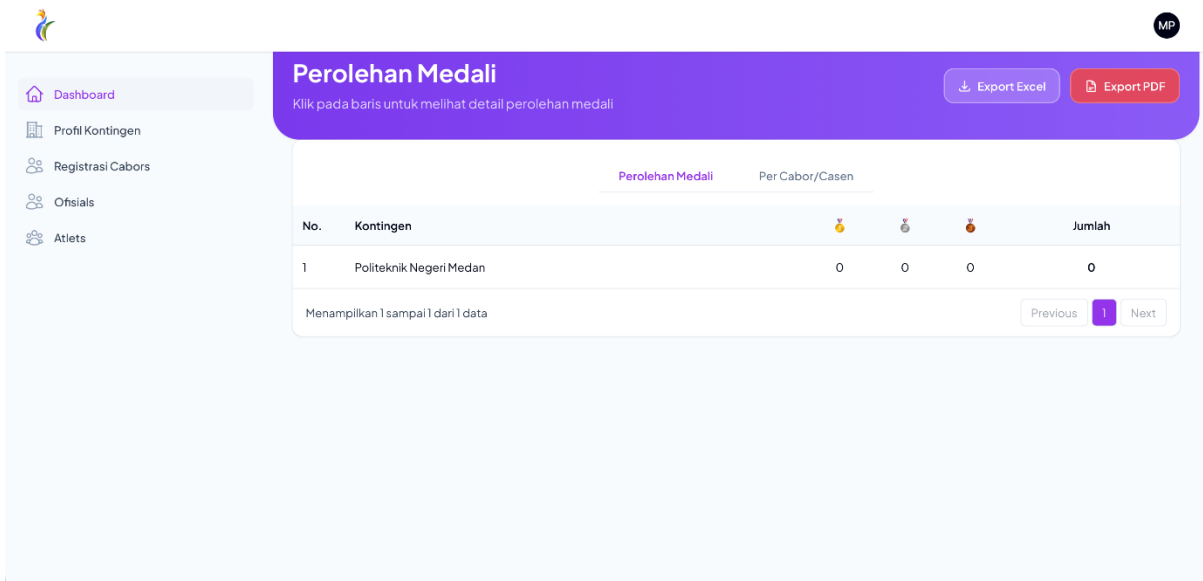 MP
Dashboard
Profil Kontingen
Registrasi Cabors
Ofisials
Atlets
Perolehan Medali
Klik pada baris untuk melihat detail perolehan medali
Export Excel
Export PDF
Perolehan Medali Per Cabor/Casen
No. Kontingen Jumlah
1 Politeknik Negeri Medan 0 0 0 0
Menampilkan 1 sampai 1 dari 1 data
Previous 1 Next